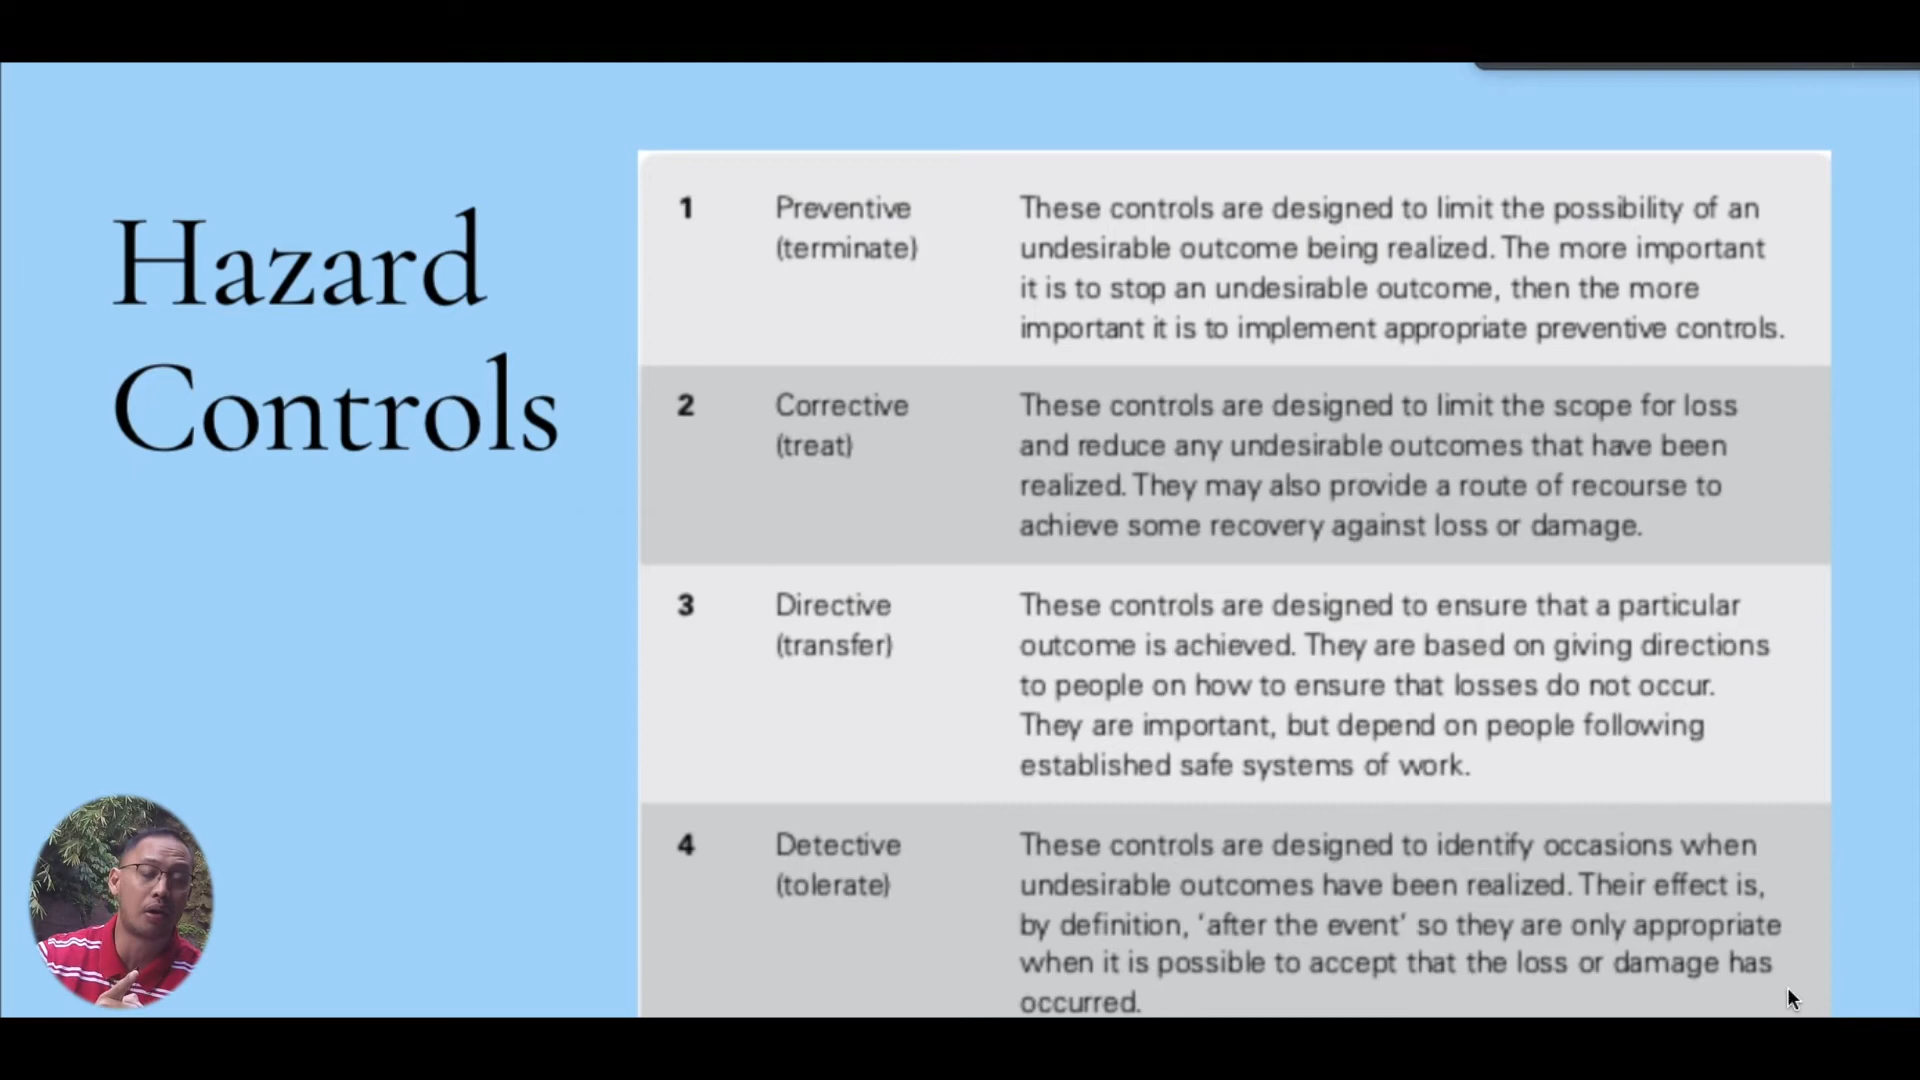 Hazard
Controls
1 Preventive These controls are designed to limit the possibility of an
(terminate) undesirable outcome being realized. The more important
it is to stop an undesirable outcome, then the more
important it is to implement appropriate preventive controls.
2 Corrective These controls are designed to limit the scope for loss
(treat) and reduce any undesirable outcomes that have been
realized. They may also provide a route of recourse to
achieve some recovery against loss or damage.
3 Directive These controls are designed to ensure that a particular
(transfer) outcome is achieved. They are based on giving directions
to people on how to ensure that losses do not occur.
They are important, but depend on people following
established safe systems of work.
4 Detective These controls are designed to identify occasions when
(tolerate) undesirable outcomes have been realized. Their effect is,
by definition, ‘after the event’ so they are only appropriate
when it is possible to accept that the loss or damage has
occurred.